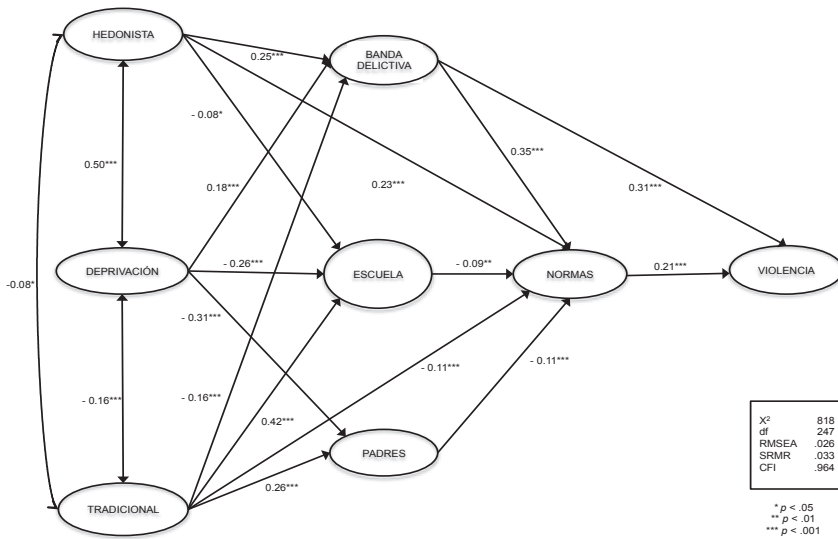 HEDONISTA
BANDA
DELICTIVA
0.25***
- 0.08*
0.50***
0.18***
0.23***
0.35***
0.31***
DEPRIVACIÓN
- 0.26***
ESCUELA
- 0.09**
NORMAS
0.21***
VIOLENCIA
-0.08*
- 0.31***
- 0.16***
- 0.16***
0.42***
- 0.11***
- 0.11***
PADRES
0.26***
TRADICIONAL
X² 818
df 247
RMSEA .026
SRMR .033
CFI .964
* p < .05
** p < .01
*** p < .001